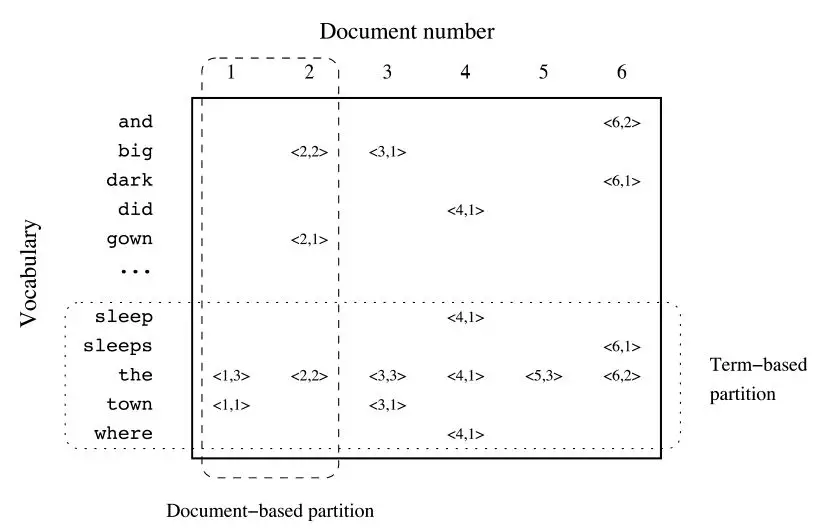 Document number
1 2 3 4 5 6
Vocabulary
and <6,2>
big <2,2> <3,1>
dark <6,1>
did <4,1>
gown <2,1>
...
sleep <4,1>
sleeps <6,1>
the <1,3> <2,2> <3,3> <4,1> <5,3> <6,2>
town <1,1> <3,1>
where <4,1>
Term-based
partition
Document-based partition